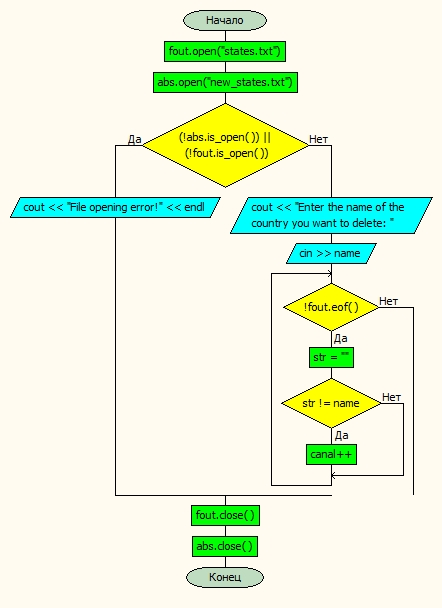 Начало
fout.open("states.txt")
abs.open("new_states.txt")
Да
(!abs.is_open( )) ||
(!fout.is_open( ))
Нет
cout << "File opening error!" << endl
cout << "Enter the name of the
country you want to delete: "
cin >> name
!fout.eof( )
Нет
Да
str = ""
str != name
Нет
Да
canal++
fout.close( )
abs.close( )
Конец